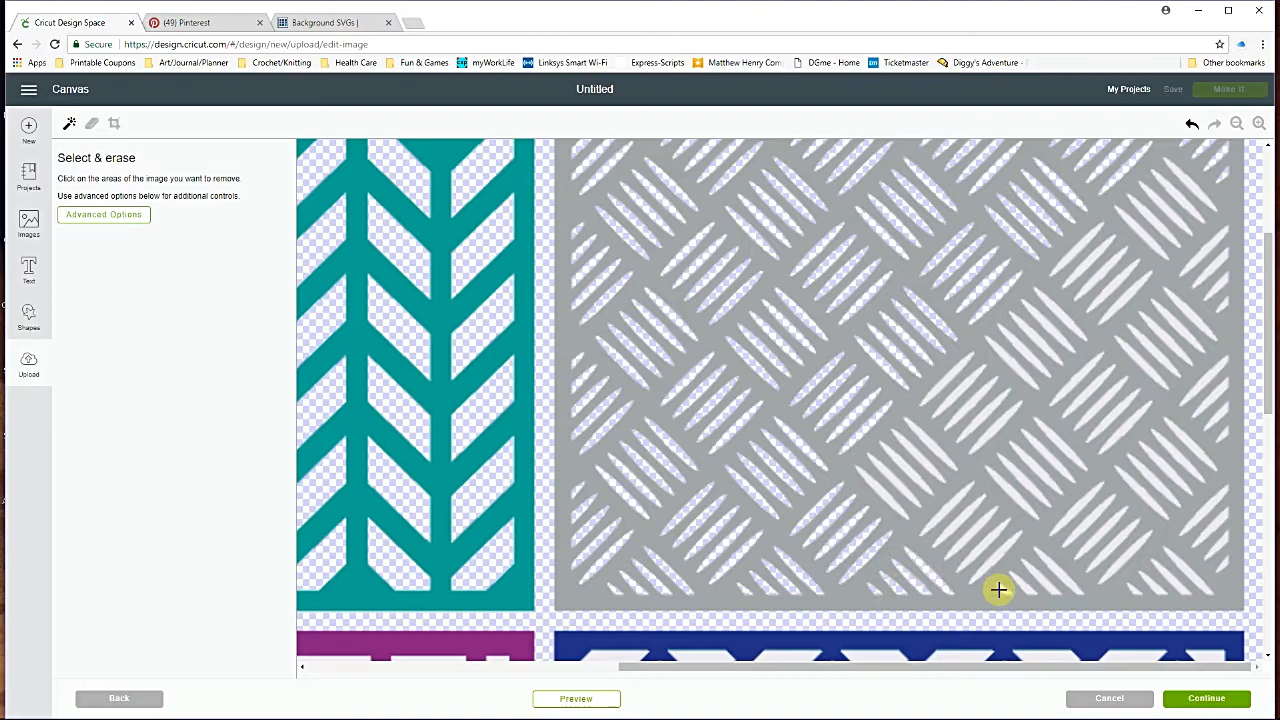 Cricut Design Space
(49) Pinterest
Background SVGs |
Secure
https://design.cricut.com/#/design/new/upload/edit-image
Apps
Printable Coupons
Art/Journal/Planner
Crochet/Knitting
Health Care
Fun & Games
myWorkLife
Linksys Smart Wi-Fi
Express-Scripts
Matthew Henry Com
DGme - Home
Ticketmaster
Diggy's Adventure -
Other bookmarks
Canvas
Untitled
My Projects
Save
Make It
New
Projects
Images
Text
Shapes
Upload
Select & erase
Click on the areas of the image you want to remove.
Use advanced options below for additional controls.
Advanced Options
Back
Preview
Cancel
Continue